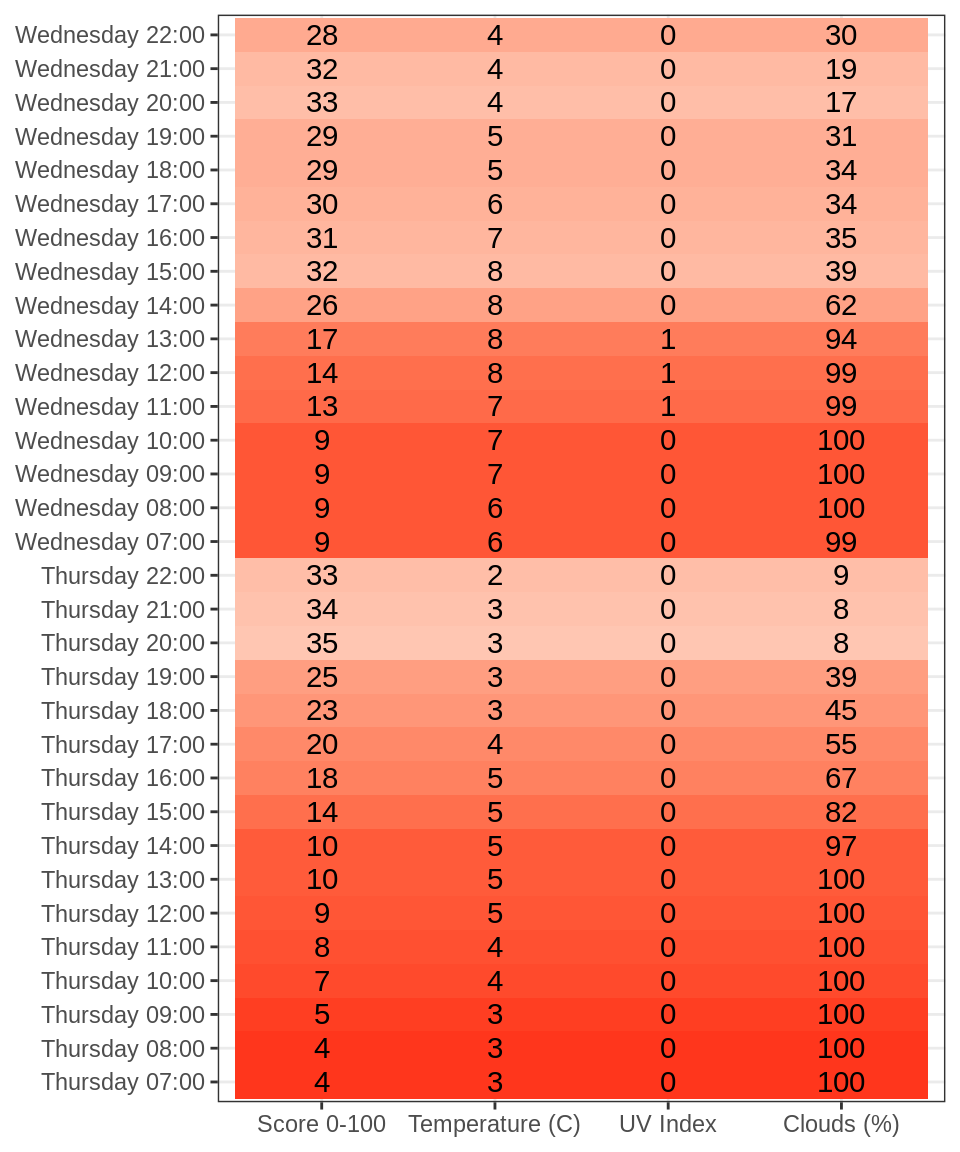 Wednesday 22:00 28 4 0 30
Wednesday 21:00 32 4 0 19
Wednesday 20:00 33 4 0 17
Wednesday 19:00 29 5 0 31
Wednesday 18:00 29 5 0 34
Wednesday 17:00 30 6 0 34
Wednesday 16:00 31 7 0 35
Wednesday 15:00 32 8 0 39
Wednesday 14:00 26 8 0 62
Wednesday 13:00 17 8 1 94
Wednesday 12:00 14 8 1 99
Wednesday 11:00 13 7 1 99
Wednesday 10:00 9 7 0 100
Wednesday 09:00 9 7 0 100
Wednesday 08:00 9 6 0 100
Wednesday 07:00 9 6 0 99
Thursday 22:00 33 2 0 9
Thursday 21:00 34 3 0 8
Thursday 20:00 35 3 0 8
Thursday 19:00 25 3 0 39
Thursday 18:00 23 3 0 45
Thursday 17:00 20 4 0 55
Thursday 16:00 18 5 0 67
Thursday 15:00 14 5 0 82
Thursday 14:00 10 5 0 97
Thursday 13:00 10 5 0 100
Thursday 12:00 9 5 0 100
Thursday 11:00 8 4 0 100
Thursday 10:00 7 4 0 100
Thursday 09:00 5 3 0 100
Thursday 08:00 4 3 0 100
Thursday 07:00 4 3 0 100
Score 0-100 Temperature (C) UV Index Clouds (%)